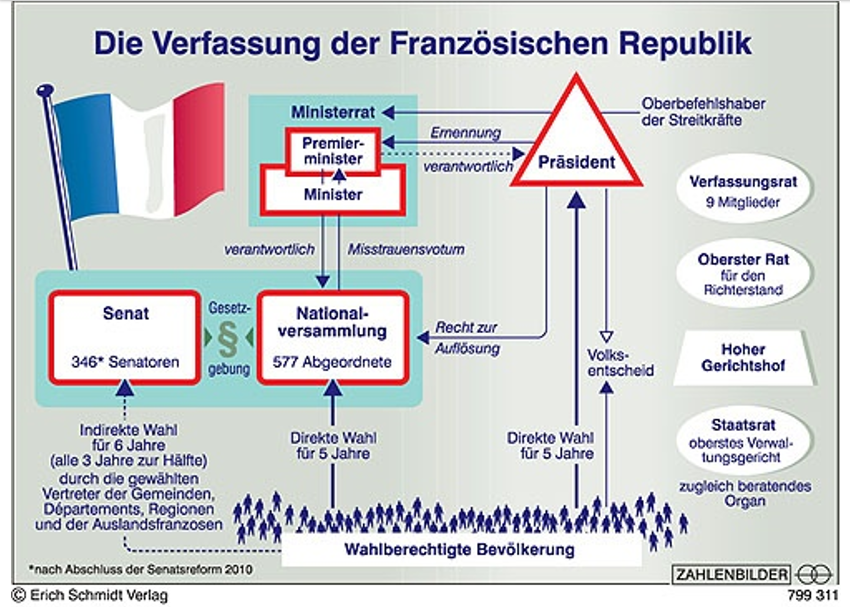 Die Verfassung der Französischen Republik
Ministerrat
Oberbefehlshaber
der Streitkräfte
Ernennung
Premier-
minister
verantwortlich
Präsident
Minister
Verfassungsrat
9 Mitglieder
verantwortlich
Misstrauensvotum
Oberster Rat
für den
Richterstand
Senat
346* Senatoren
Gesetz-
§
gebung
National-
versammlung
577 Abgeordnete
Recht zur
Auflösung
Volks-
entscheid
Hoher
Gerichtshof
Indirekte Wahl
für 6 Jahre
(alle 3 Jahre zur Hälfte)
durch die gewählten
Vertreter der Gemeinden,
Départements, Regionen
und der Auslandsfranzosen
Direkte Wahl
für 5 Jahre
Direkte Wahl
für 5 Jahre
Staatsrat
oberstes Verwal-
tungsgericht
zugleich beratendes
Organ
Wahlberechtigte Bevölkerung
*nach Abschluss der Senatsreform 2010
ZAHLENBILDER
© Erich Schmidt Verlag
799 311